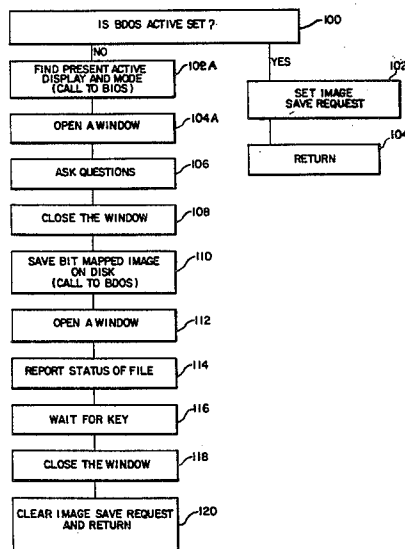 IS BDOS ACTIVE SET?
100
NO
YES
FIND PRESENT ACTIVE
DISPLAY AND MODE
(CALL TO BIOS)
102A
SET IMAGE
SAVE REQUEST
102
OPEN A WINDOW
104A
RETURN
104
ASK QUESTIONS
106
CLOSE THE WINDOW
108
SAVE BIT MAPPED IMAGE
ON DISK
(CALL TO BDOS)
110
OPEN A WINDOW
112
REPORT STATUS OF FILE
114
WAIT FOR KEY
116
CLOSE THE WINDOW
118
CLEAR IMAGE SAVE REQUEST
AND RETURN
120